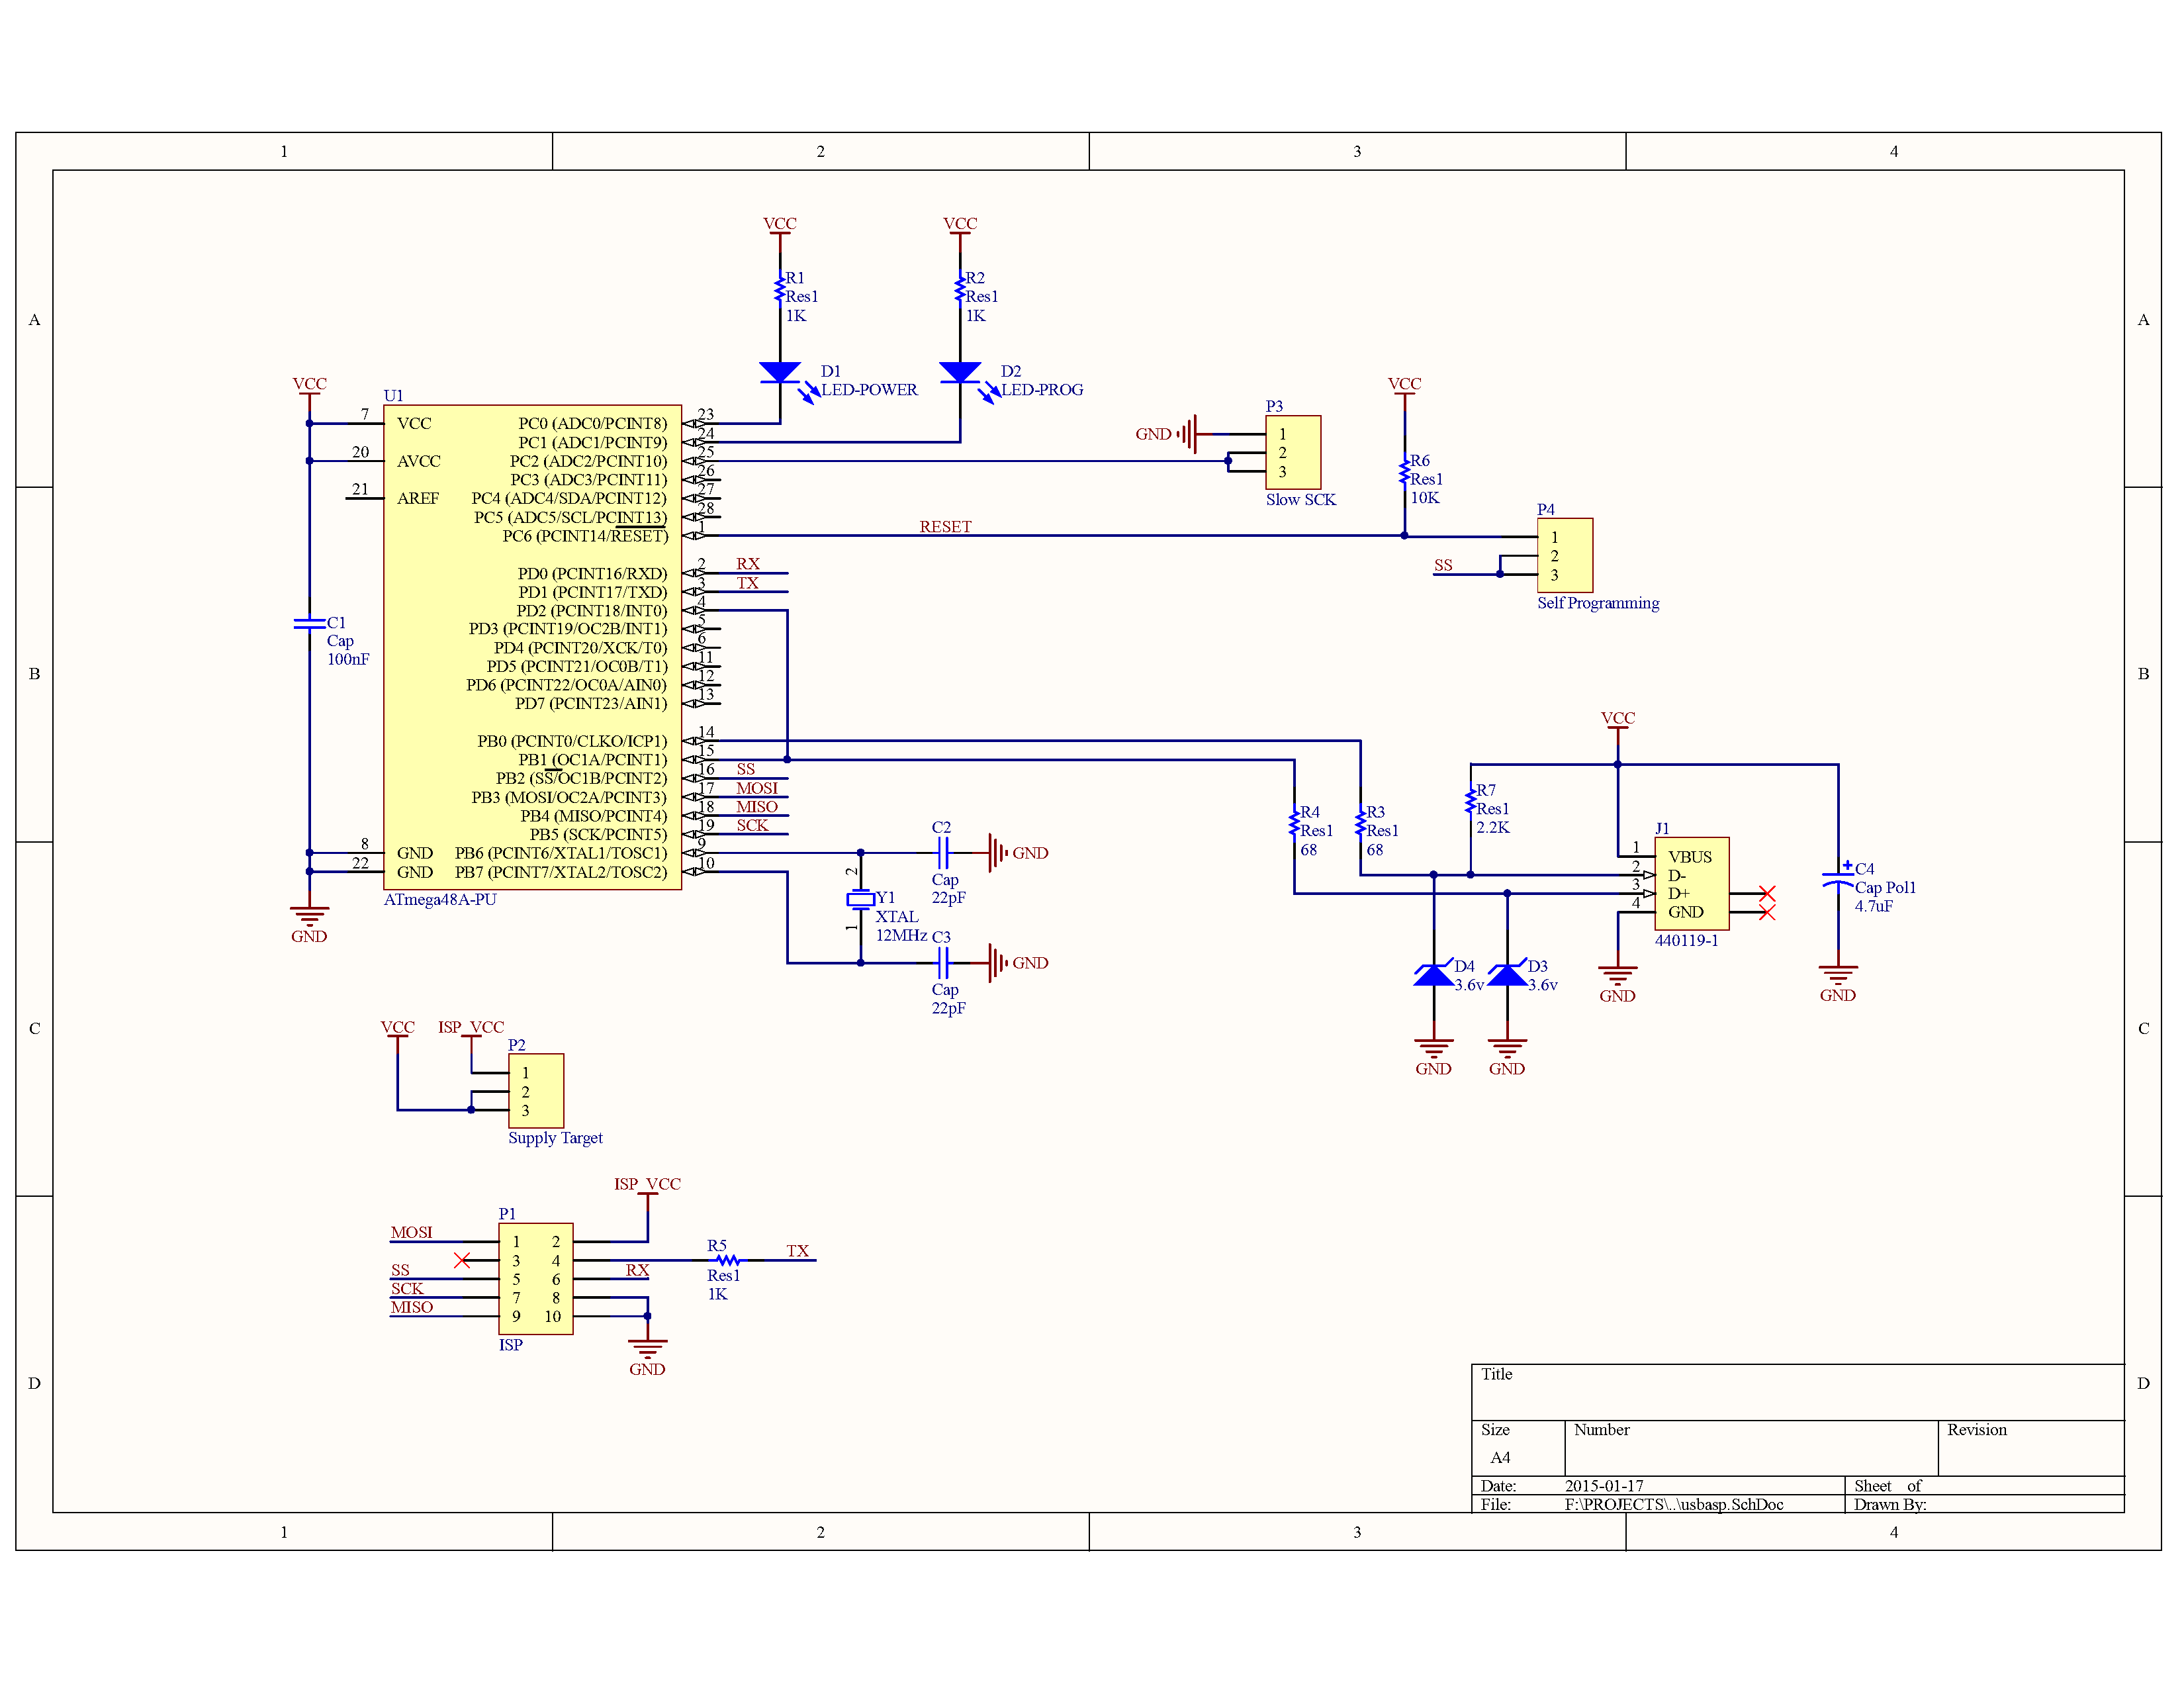 1 2 3 4
A A
VCC VCC
R1
Res1
1K
R2
Res1
1K
D1
LED-POWER
D2
LED-PROG
VCC
U1
7 VCC
20 AVCC
21 AREF
8 GND
22 GND
PC0 (ADC0/PCINT8) 23
PC1 (ADC1/PCINT9) 24
PC2 (ADC2/PCINT10) 25
PC3 (ADC3/PCINT11) 26
PC4 (ADC4/SDA/PCINT12) 27
PC5 (ADC5/SCL/PCINT13) 28
PC6 (PCINT14/RESET) 1
PD0 (PCINT16/RXD) 2 RX
PD1 (PCINT17/TXD) 3 TX
PD2 (PCINT18/INT0) 4
PD3 (PCINT19/OC2B/INT1) 5
PD4 (PCINT20/XCK/T0) 6
PD5 (PCINT21/OC0B/T1) 11
PD6 (PCINT22/OC0A/AIN0) 12
PD7 (PCINT23/AIN1) 13
PB0 (PCINT0/CLKO/ICP1) 14
PB1 (OC1A/PCINT1) 15
PB2 (SS/OC1B/PCINT2) 16 SS
PB3 (MOSI/OC2A/PCINT3) 17 MOSI
PB4 (MISO/PCINT4) 18 MISO
PB5 (SCK/PCINT5) 19 SCK
PB6 (PCINT6/XTAL1/TOSC1) 9
PB7 (PCINT7/XTAL2/TOSC2) 10
ATmega48A-PU
GND
C1
Cap
100nF
RESET
P3
GND
1
2
3
Slow SCK
VCC
R6
Res1
10K
P4
1
2
3
SS
Self Programming
B B
C2
Cap
22pF
GND
2
1
Y1
XTAL
12MHz
C3
Cap
22pF
GND
R4
Res1
68
R3
Res1
68
VCC
R7
Res1
2.2K
J1
1 VBUS
2 D-
3 D+
4 GND
440119-1
C4
Cap Pol1
4.7uF
GND
GND
D4
3.6v
D3
3.6v
GND
GND
C C
VCC ISP_VCC
P2
1
2
3
Supply Target
ISP_VCC
P1
MOSI 1 2
3 4
SS 5 6 RX
SCK 7 8
MISO 9 10
ISP
R5
Res1
1K
TX
GND
D D
Title
Size Number Revision
A4
Date: 2015-01-17 Sheet of
File: F:\PROJECTS\..\usbasp.SchDoc Drawn By:
1 2 3 4